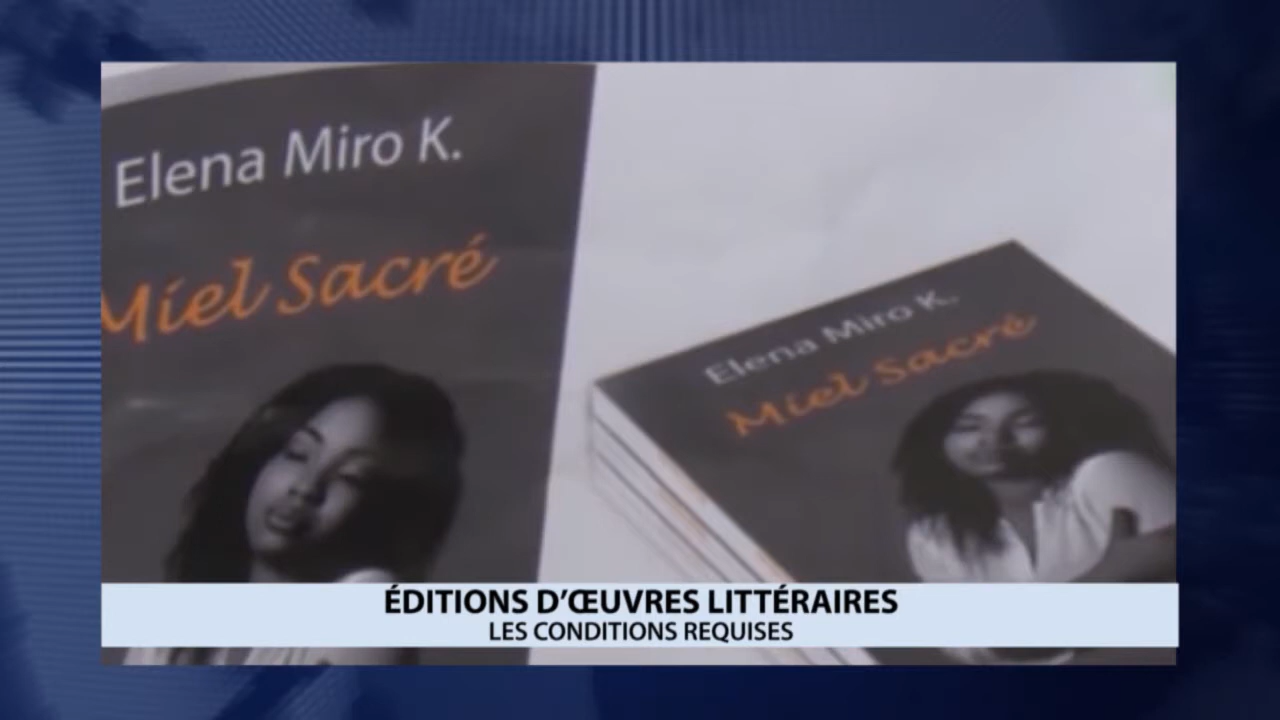 Elena Miro K.
Miel Sacré
Elena Miro K.
Miel Sacré
ÉDITIONS D'ŒUVRES LITTÉRAIRES
LES CONDITIONS REQUISES